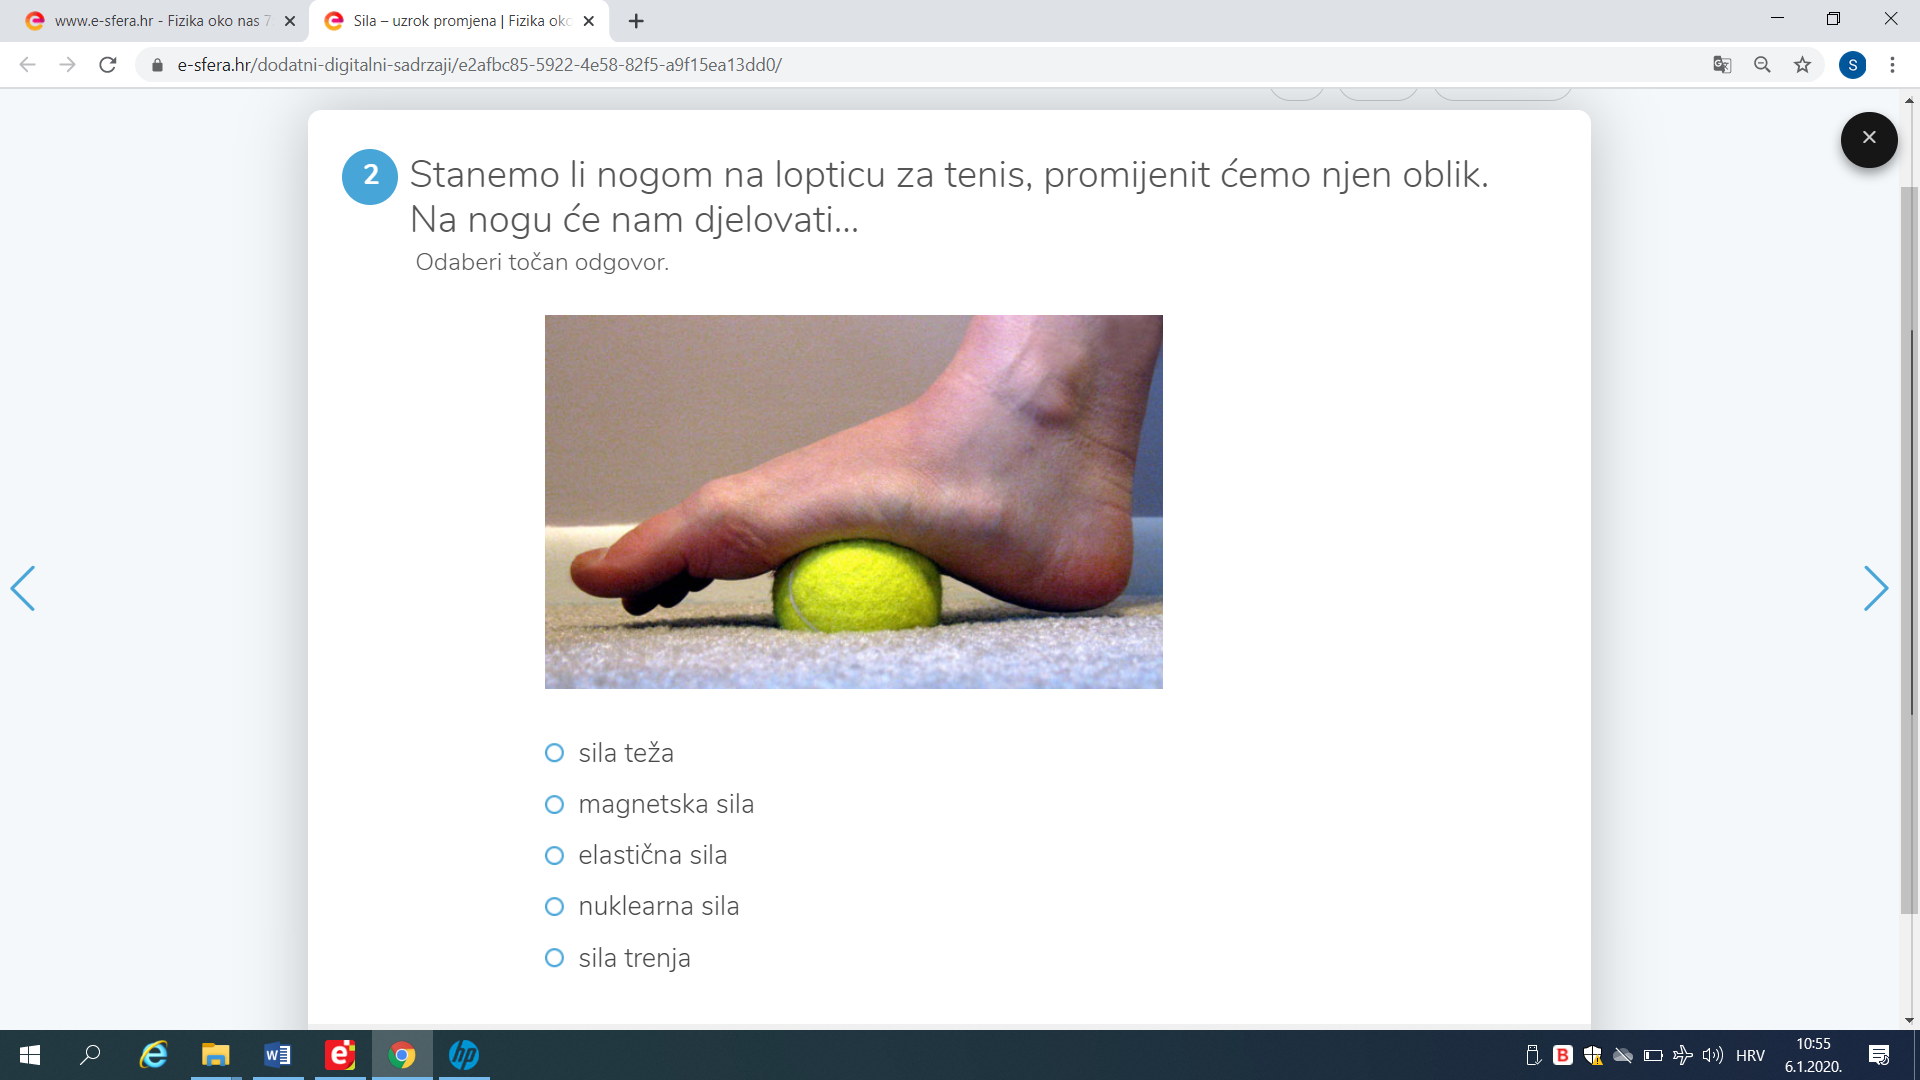 www.e-sfera.hr - Fizika oko nas 7
Sila – uzrok promjena | Fizika oko
e-sfera.hr/dodatni-digitalni-sadrzaji/e2afbc85-5922-4e58-82f5-a9f15ea13dd0/
S
2
Stanemo li nogom na lopticu za tenis, promijenit ćemo njen oblik.
Na nogu će nam djelovati...
Odaberi točan odgovor.
sila teža
magnetska sila
elastična sila
nuklearna sila
sila trenja
HRV
10:55
6.1.2020.